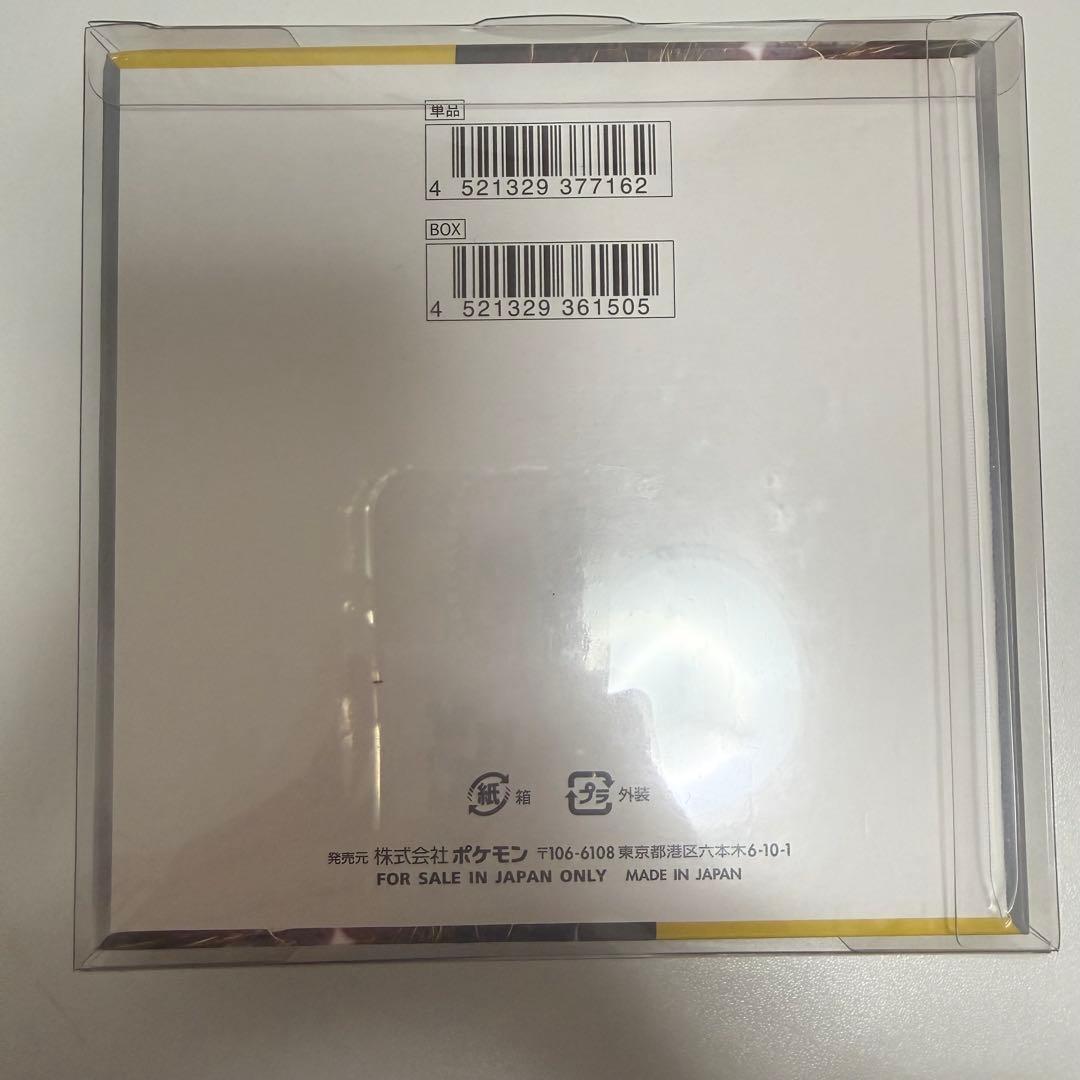 単品
4 521329 377162
BOX
4 521329 361505
紙 箱 プラ 外装
発売元 株式会社 ポケモン 〒106-6108 東京都港区六本木6-10-1
FOR SALE IN JAPAN ONLY MADE IN JAPAN